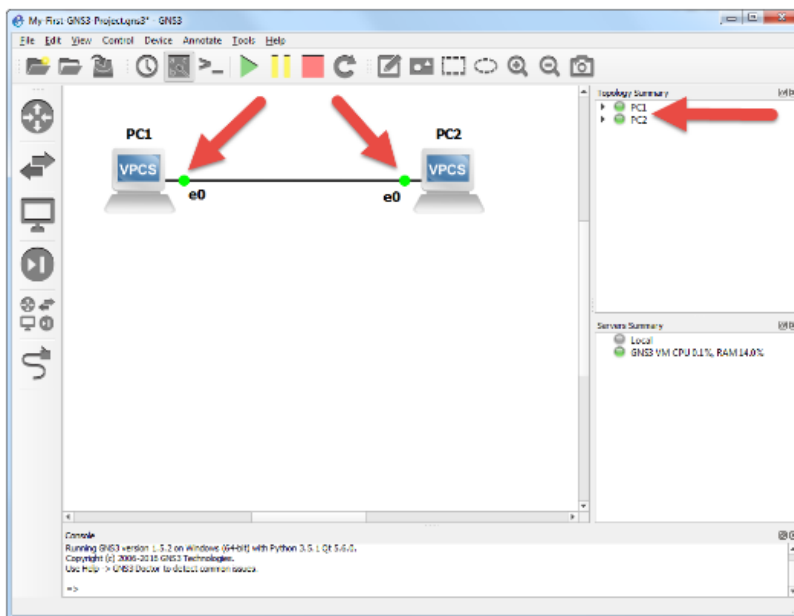 My-First GNS3 Project.gns3* - GNS3
File Edit View Control Device Annotate Tools Help
Topology Summary
PC1
PC2
PC1
PC2
VPCS
VPCS
e0
e0
Servers Summary
Local
GNS3 VM CPU 0.1%, RAM 14.0%
Console
Running GNS3 version 1.5.2 on Windows (64-bit) with Python 3.5.1 Qt 5.6.0.
Copyright (c) 2006-2016 GNS3 Technologies.
Use Help -> GNS3 Doctor to detect common issues.
=>